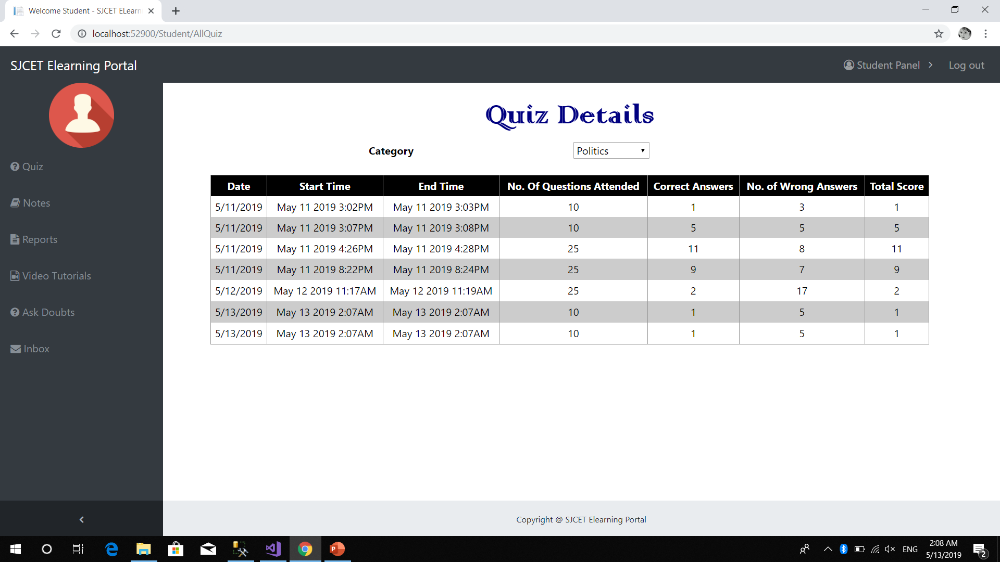 Welcome Student - SJCET ELearn
localhost:52900/Student/AllQuiz
SJCET Elearning Portal
Student Panel
Log out
Quiz
Notes
Reports
Video Tutorials
Ask Doubts
Inbox
Quiz Details
Category Politics
Date Start Time End Time No. Of Questions Attended Correct Answers No. of Wrong Answers Total Score
5/11/2019 May 11 2019 3:02PM May 11 2019 3:03PM 10 1 3 1
5/11/2019 May 11 2019 3:07PM May 11 2019 3:08PM 10 5 5 5
5/11/2019 May 11 2019 4:26PM May 11 2019 4:28PM 25 11 8 11
5/11/2019 May 11 2019 8:22PM May 11 2019 8:24PM 25 9 7 9
5/12/2019 May 12 2019 11:17AM May 12 2019 11:19AM 25 2 17 2
5/13/2019 May 13 2019 2:07AM May 13 2019 2:07AM 10 1 5 1
5/13/2019 May 13 2019 2:07AM May 13 2019 2:07AM 10 1 5 1
Copyright @ SJCET Elearning Portal
ENG
2:08 AM
5/13/2019
2